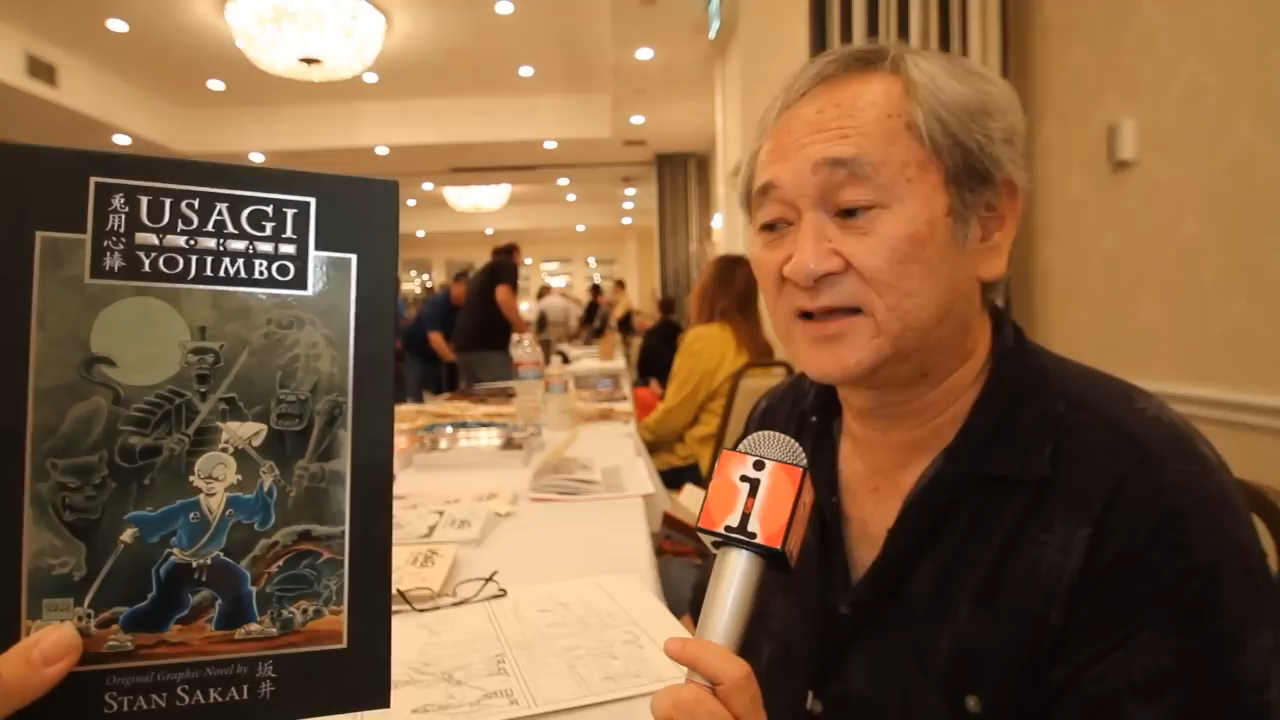 兎用心棒
USAGI
YOKAI
YOJIMBO
Original Graphic Novel by
STAN SAKAI
坂井
i